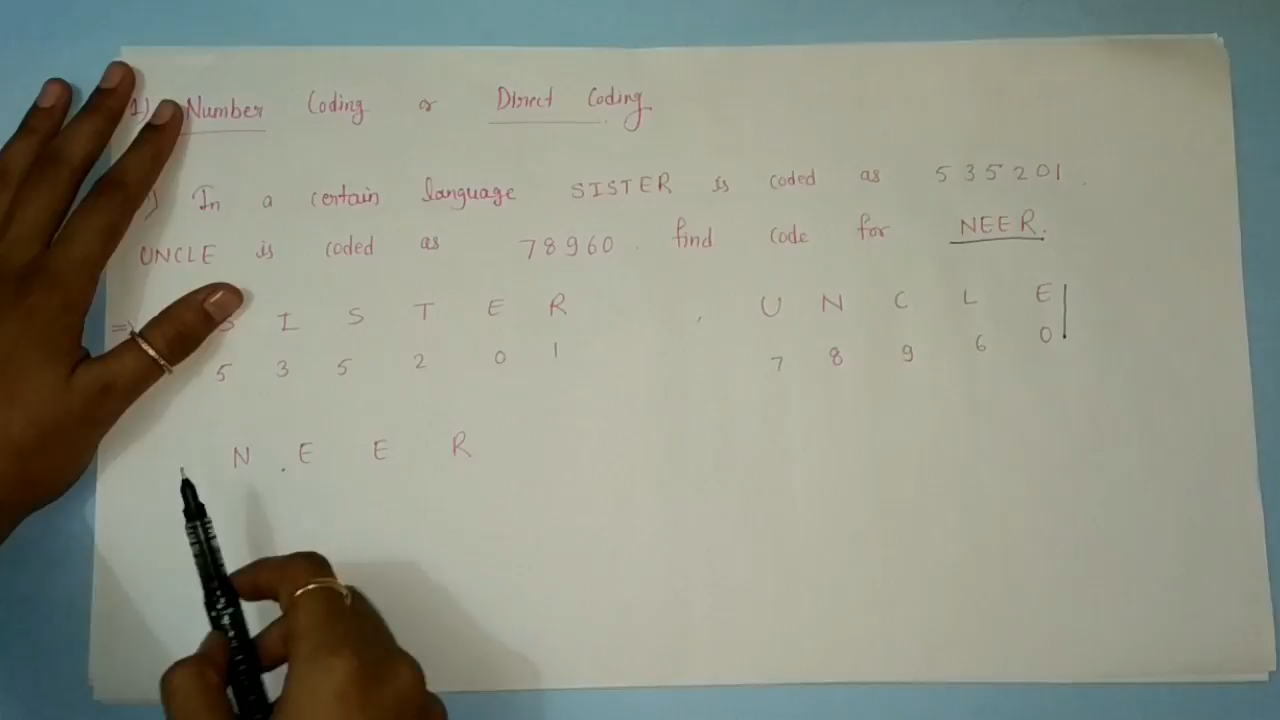 1) Number Coding or Direct Coding
) In a certain language SISTER is coded as 535201.
UNCLE is coded as 78960. find code for NEER.
=> S I S T E R , U N C L E
5 3 5 2 0 1 7 8 9 6 0
N E E R